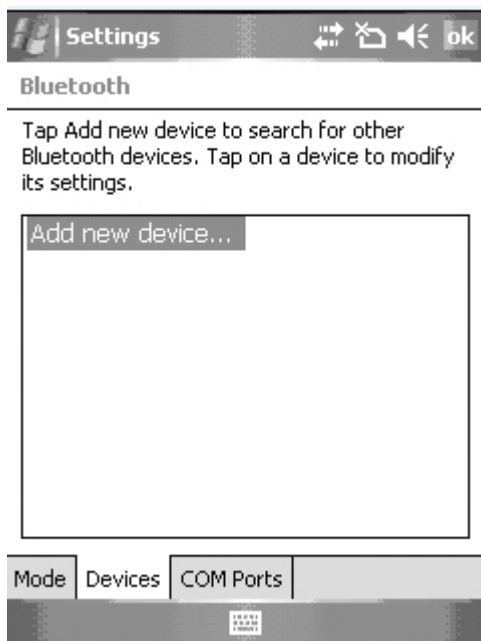 Settings
ok
Bluetooth
Tap Add new device to search for other
Bluetooth devices. Tap on a device to modify
its settings.
Add new device...
Mode
Devices
COM Ports